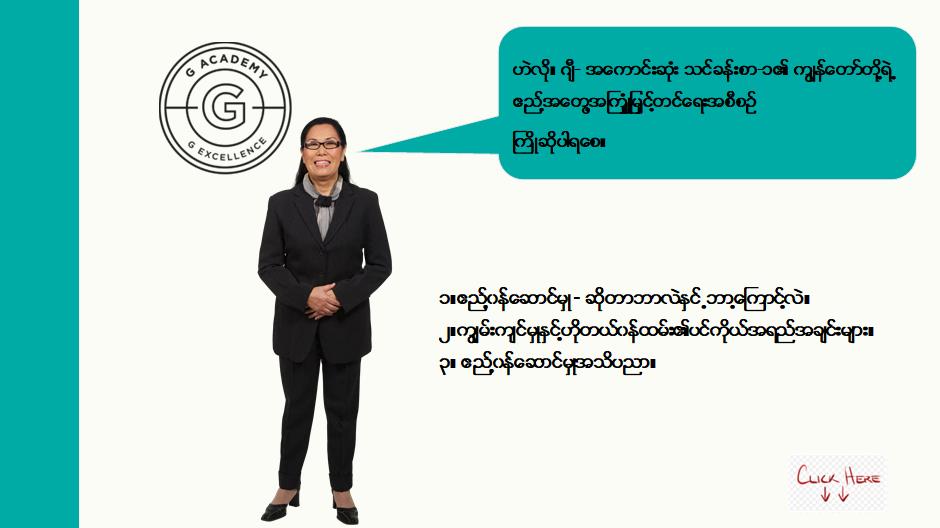 G ACADEMY
G
G EXCELLENCE
ဟဲလို။ ဂျီ- အကောင်းဆုံး သင်ခန်းစာ-၁၏ ကျွန်တော်တို့ရဲ့
ဧည့်အတွေ့အကြုံမြှင့်တင်ရေးအစီစဉ်
ကြိုဆိုပါရစေ။
၁။ဧည့်ဝန်ဆောင်မှု - ဆိုတာဘာလဲနှင့် ဘာ့ကြောင့်လဲ။
၂။ကျွမ်းကျင်မှုနှင့်ဟိုတယ်ဝန်ထမ်း၏ပင်ကိုယ်အရည်အချင်းများ။
၃။ ဧည့်ဝန်ဆောင်မှုအသိပညာ။
CLICK HERE